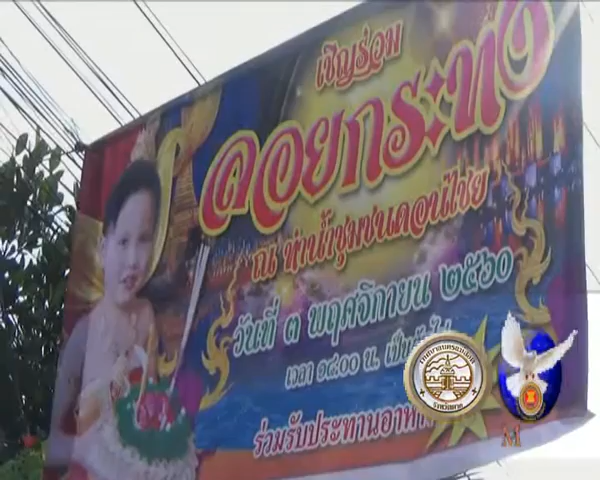 เชิญร่วม
ลอยกระทง
ณ ท่าน้ำชุมชนดอนไชย
วันที่ ๓ พฤศจิกายน ๒๕๖๐
เวลา ๑๘.๐๐ น. เป็นต้นไป
ร่วมรับประทานอาหาร
M